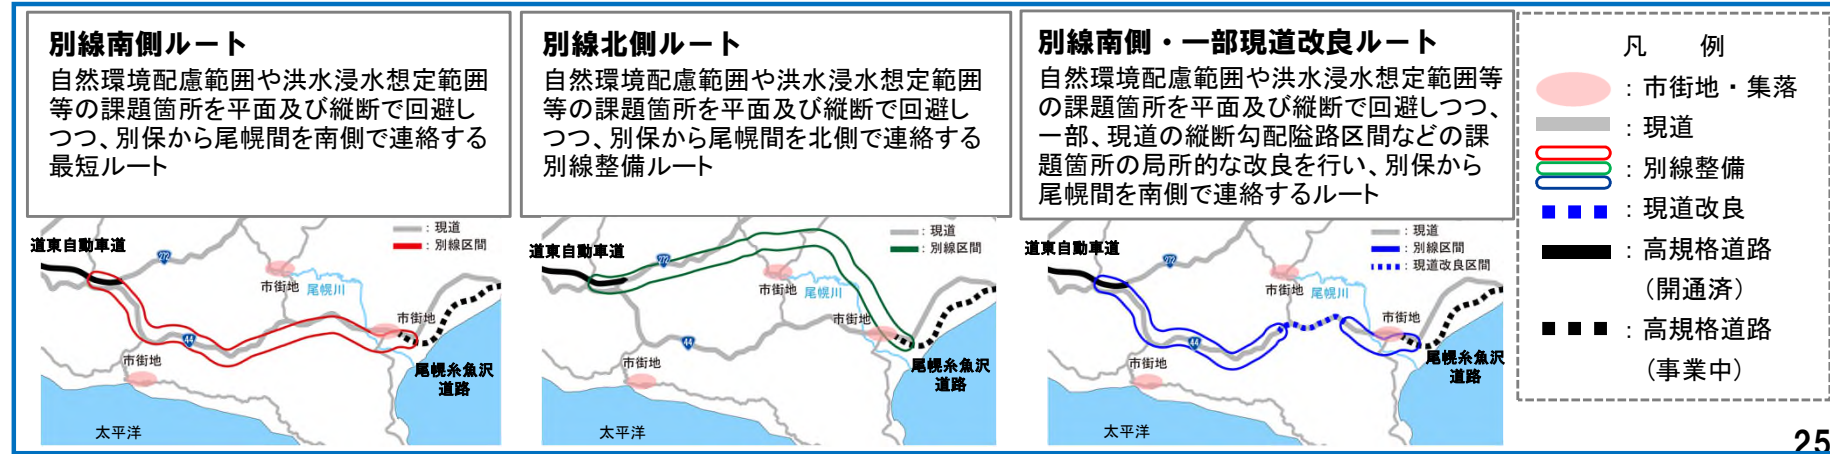 別線南側ルート
自然環境配慮範囲や洪水浸水想定範囲
等の課題箇所を平面及び縦断で回避し
つつ、別保から尾幌間を南側で連絡する
最短ルート
：現道
：別線区間
道東自動車道
272
市街地
尾幌川
市街地
44
市街地
尾幌糸魚沢
道路
太平洋
別線北側ルート
自然環境配慮範囲や洪水浸水想定範囲
等の課題箇所を平面及び縦断で回避し
つつ、別保から尾幌間を北側で連絡する
別線整備ルート
：現道
：別線区間
道東自動車道
272
市街地
尾幌川
市街地
44
市街地
尾幌糸魚沢
道路
太平洋
別線南側・一部現道改良ルート
自然環境配慮範囲や洪水浸水想定範囲等
の課題箇所を平面及び縦断で回避しつつ、
一部、現道の縦断勾配隘路区間などの課
題箇所の局所的な改良を行い、別保から
尾幌間を南側で連絡するルート
：現道
：別線区間
：現道改良区間
道東自動車道
272
市街地
尾幌川
市街地
44
市街地
尾幌糸魚沢
道路
太平洋
凡　例
：市街地・集落
：現道
：別線整備
：現道改良
：高規格道路
（開通済）
：高規格道路
（事業中）
25